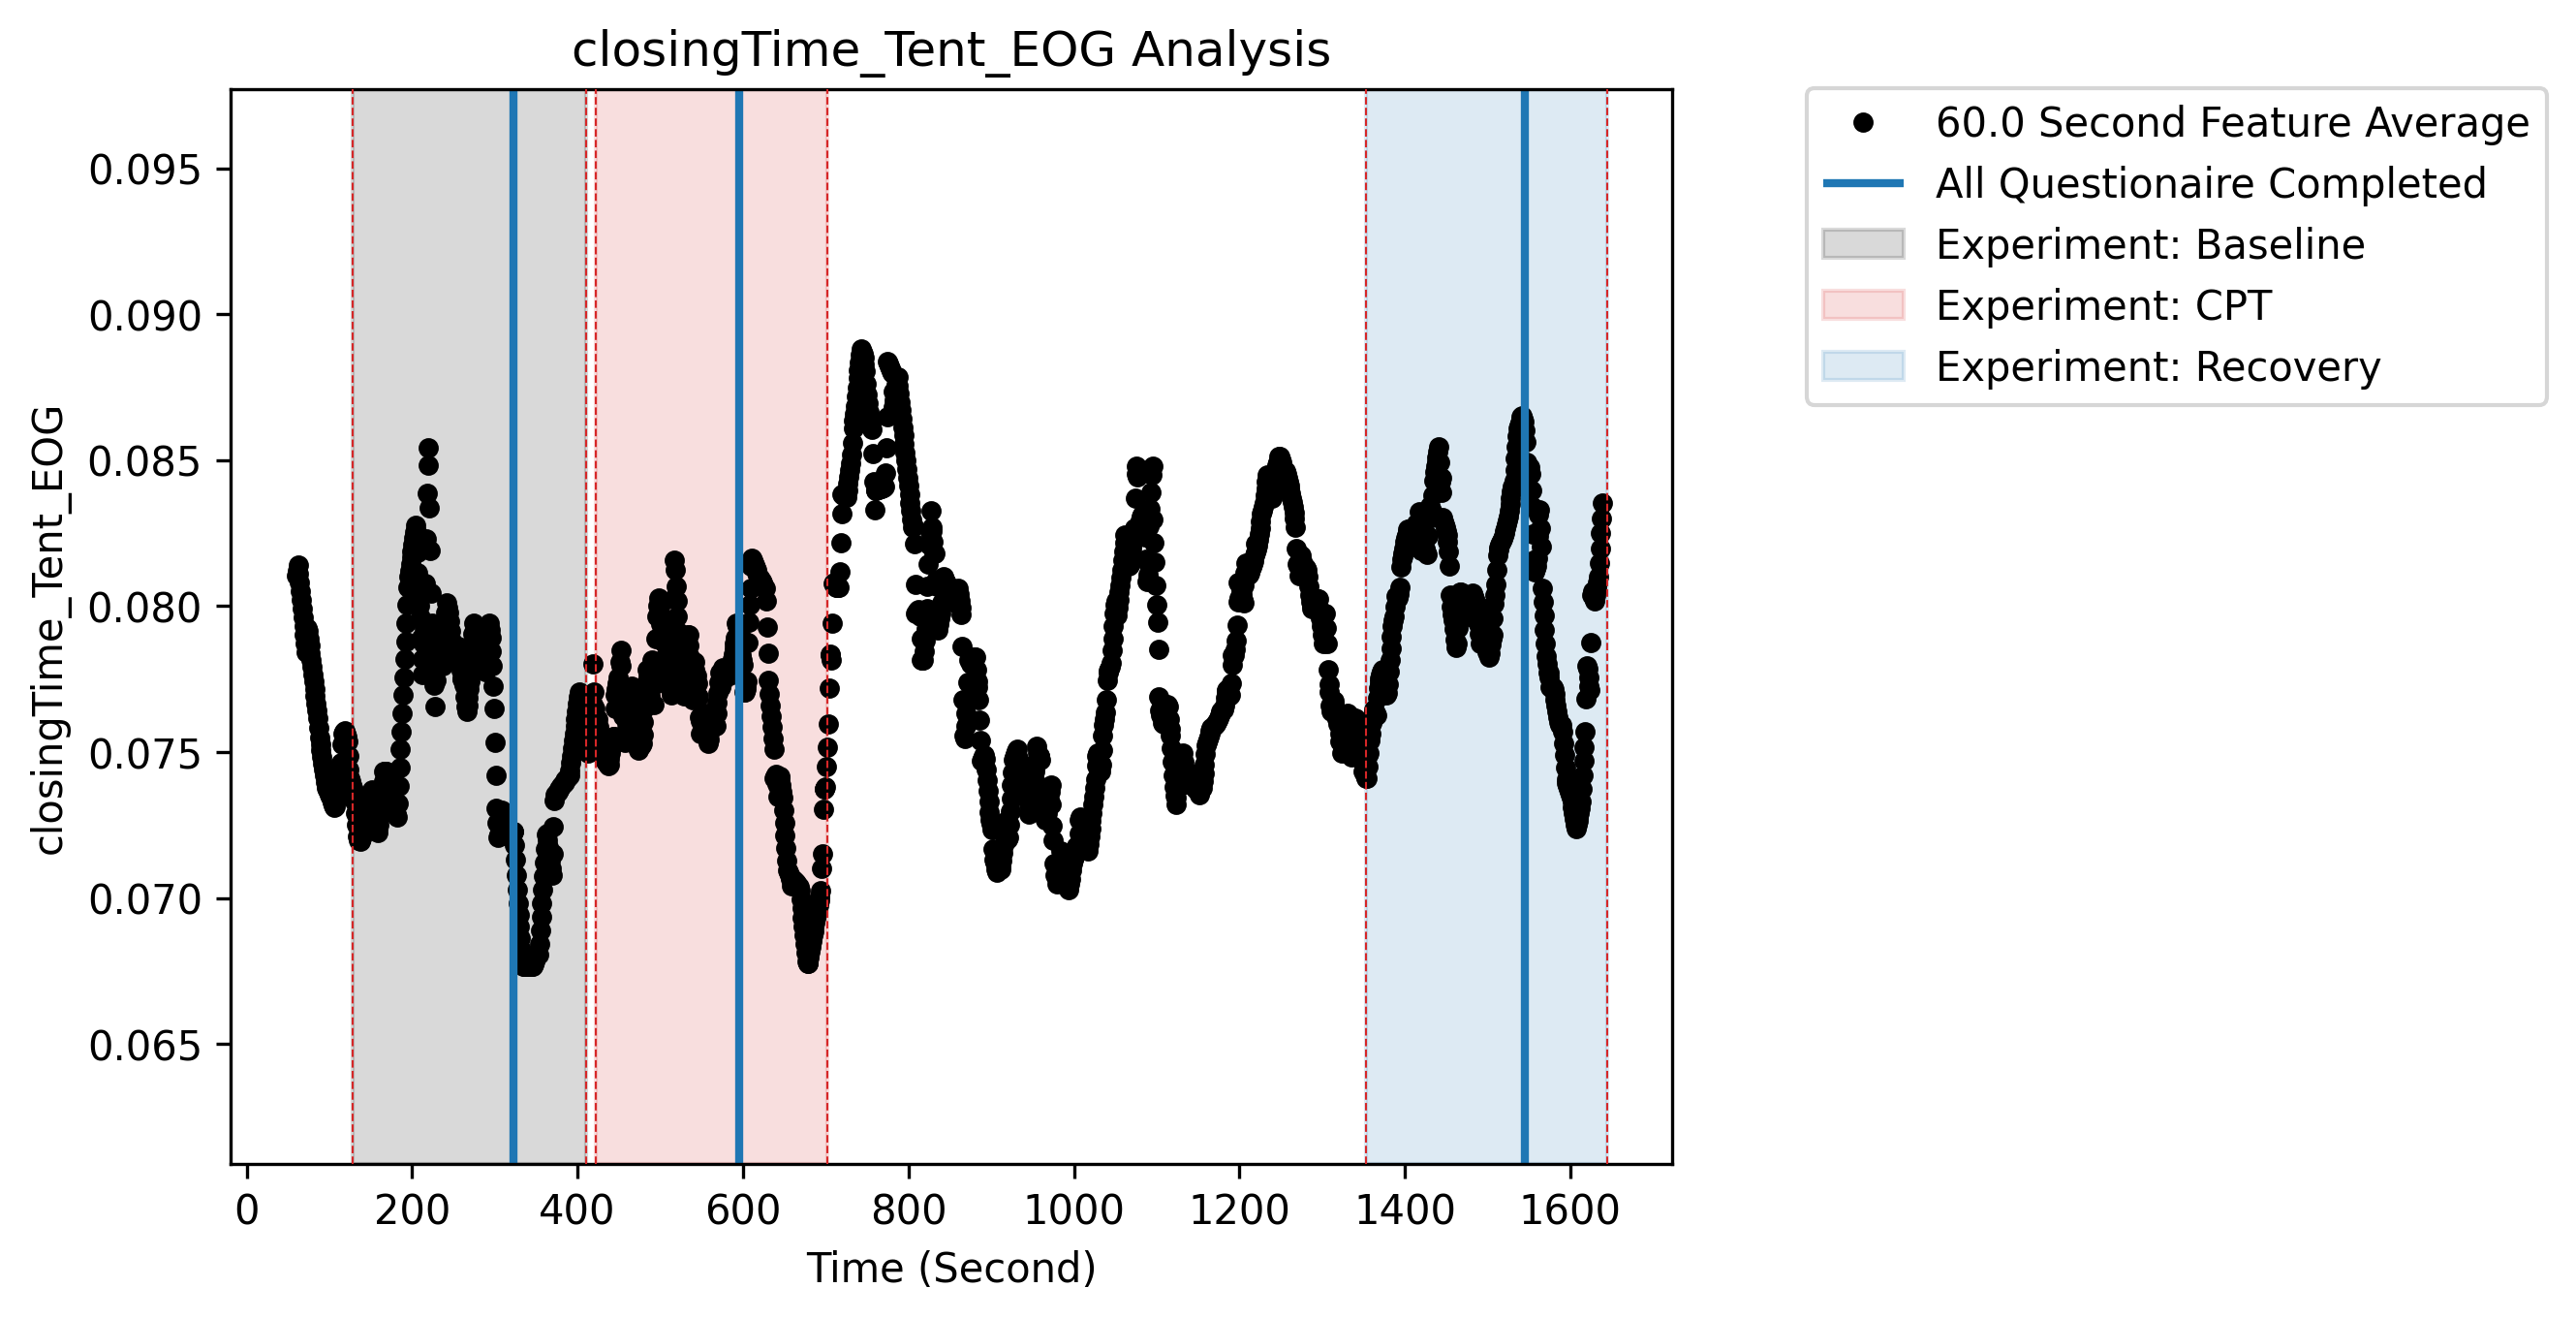 closingTime_Tent_EOG Analysis
60.0 Second Feature Average
All Questionaire Completed
Experiment: Baseline
Experiment: CPT
Experiment: Recovery
closingTime_Tent_EOG
0.095
0.090
0.085
0.080
0.075
0.070
0.065
0 200 400 600 800 1000 1200 1400 1600
Time (Second)